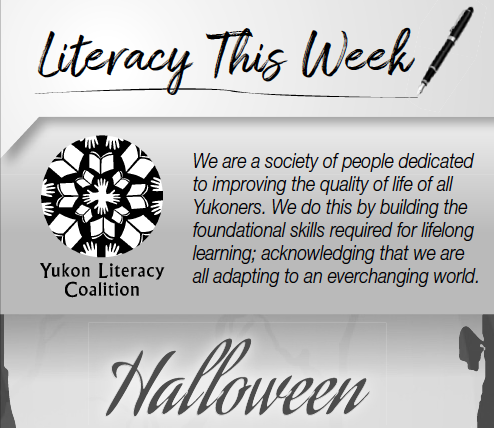 Literacy This Week
We are a society of people dedicated
to improving the quality of life of all
Yukoners. We do this by building the
foundational skills required for lifelong
learning; acknowledging that we are
all adapting to an everchanging world.
Yukon Literacy
Coalition
Halloween